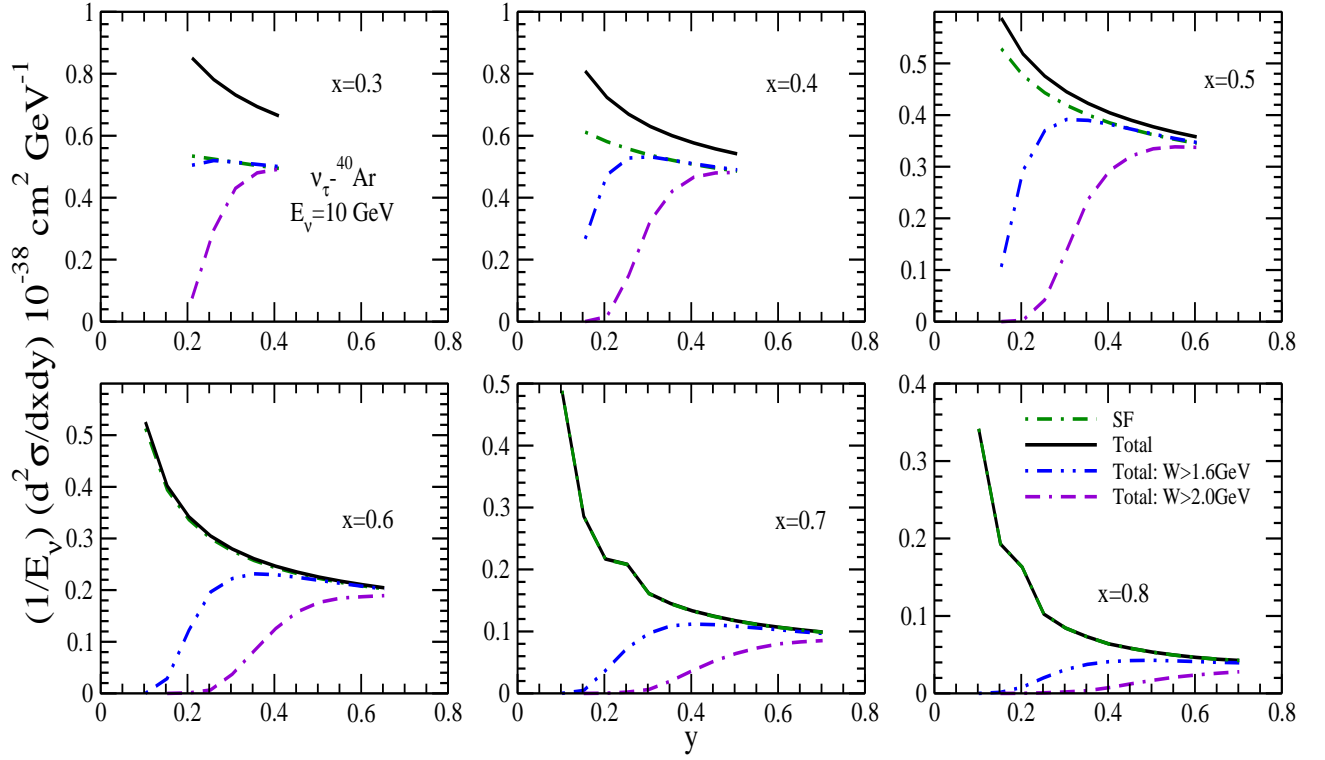 (1/E_ν) (d²σ/dxdy) 10⁻³⁸ cm² GeV⁻¹
1
0.8
0.6
0.4
0.2
0
0 0.2 0.4 0.6 0.8
x=0.3
ν_τ-⁴⁰Ar
E_ν=10 GeV
1
0.8
0.6
0.4
0.2
0
0 0.2 0.4 0.6 0.8
x=0.4
0.5
0.4
0.3
0.2
0.1
0
0 0.2 0.4 0.6 0.8
x=0.5
0.5
0.4
0.3
0.2
0.1
0
0 0.2 0.4 0.6 0.8
x=0.6
0.5
0.4
0.3
0.2
0.1
0
0 0.2 0.4 0.6 0.8
x=0.7
0.4
0.3
0.2
0.1
0
0 0.2 0.4 0.6 0.8
SF
Total
Total: W>1.6GeV
Total: W>2.0GeV
x=0.8
y